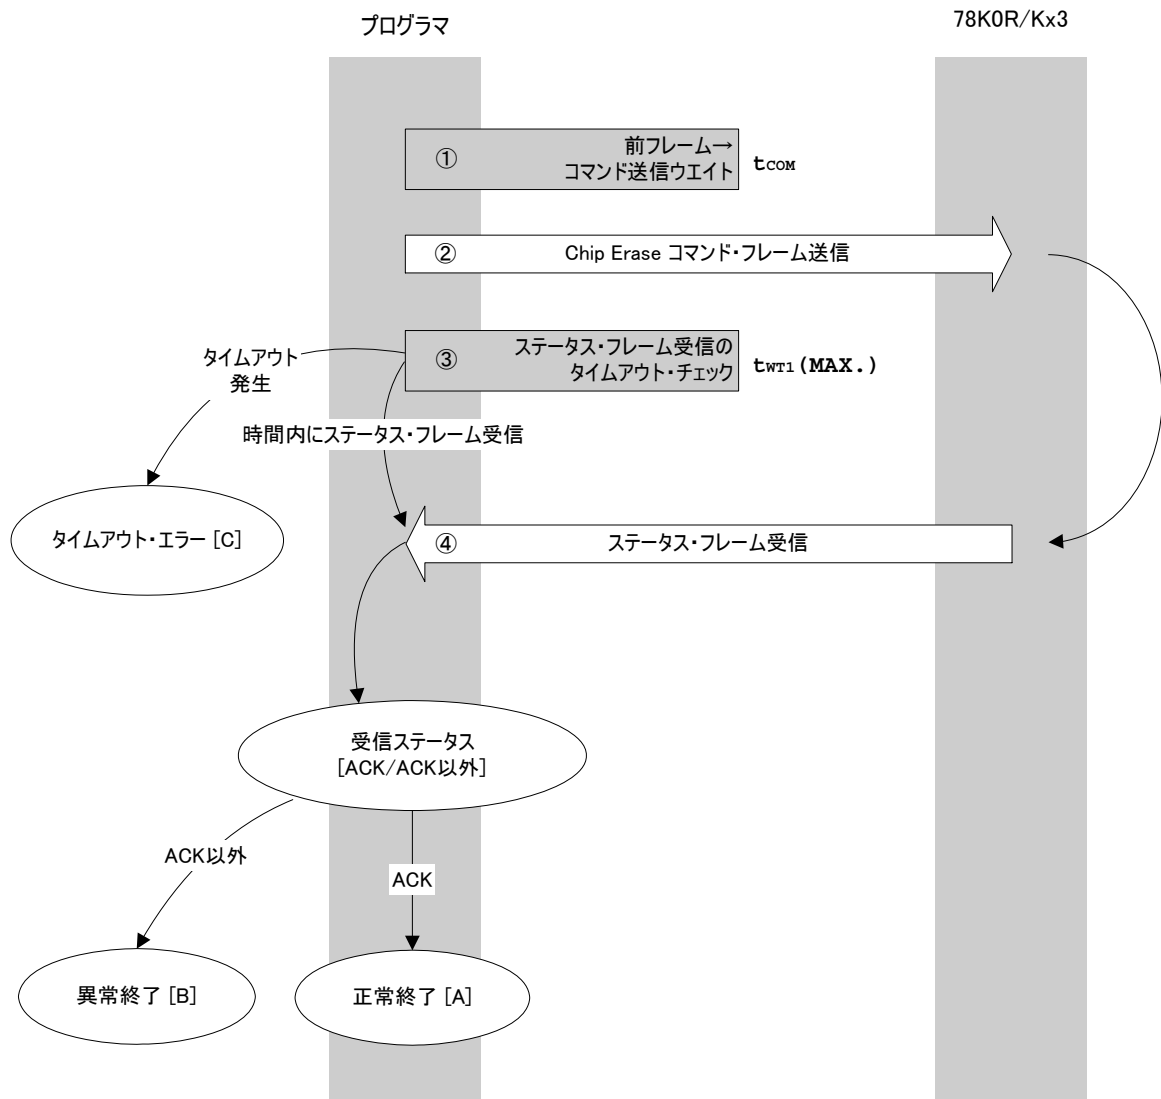 プログラマ
78K0R/Kx3
① 前フレーム→
コマンド送信ウエイト
tCOM
② Chip Erase コマンド・フレーム送信
③ ステータス・フレーム受信の
タイムアウト・チェック
tWT1(MAX.)
タイムアウト
発生
時間内にステータス・フレーム受信
タイムアウト・エラー [C]
④ ステータス・フレーム受信
受信ステータス
[ACK/ACK以外]
ACK以外
ACK
異常終了 [B]
正常終了 [A]